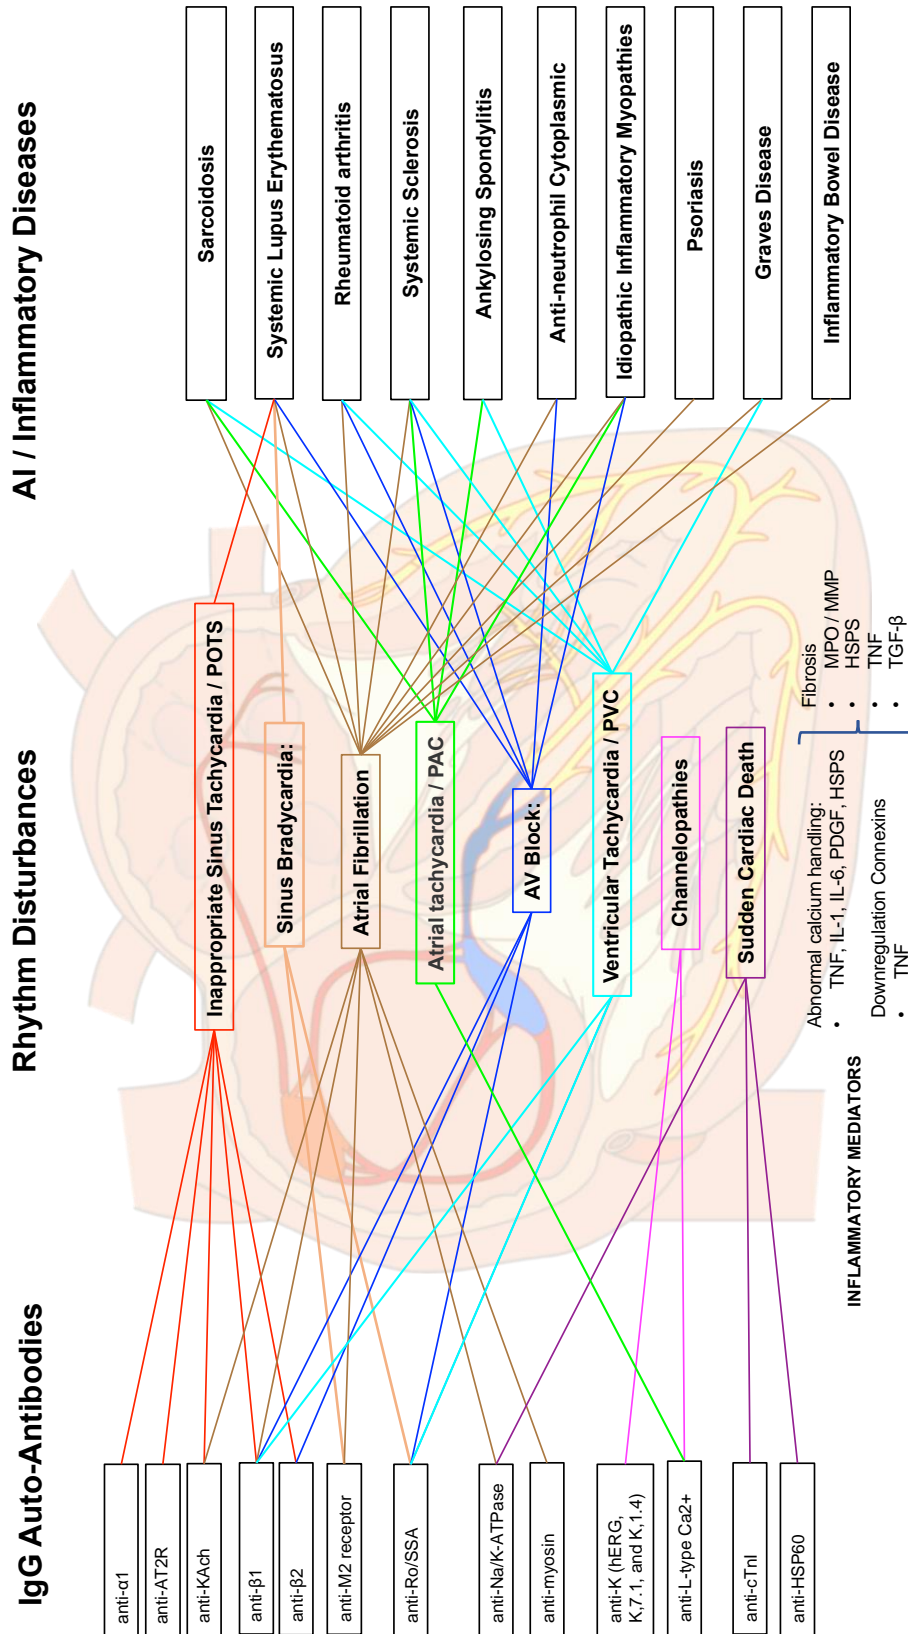 IgG Auto-Antibodies
Rhythm Disturbances
AI / Inflammatory Diseases
anti-α1
anti-AT2R
anti-KAch
anti-β1
anti-β2
anti-M2 receptor
anti-Ro/SSA
anti-Na/K-ATPase
anti-myosin
anti-K (hERG,
K,7.1, and K,1.4)
anti-L-type Ca2+
anti-cTnI
anti-HSP60
Inappropriate Sinus Tachycardia / POTS
Sinus Bradycardia:
Atrial Fibrillation
Atrial tachycardia / PAC
AV Block:
Ventricular Tachycardia / PVC
Channelopathies
Sudden Cardiac Death
Sarcoidosis
Systemic Lupus Erythematosus
Rheumatoid arthritis
Systemic Sclerosis
Ankylosing Spondylitis
Anti-neutrophil Cytoplasmic
Idiopathic Inflammatory Myopathies
Psoriasis
Graves Disease
Inflammatory Bowel Disease
INFLAMMATORY MEDIATORS
Abnormal calcium handling:
• TNF, IL-1, IL-6, PDGF, HSPS
Downregulation Connexins
• TNF
Fibrosis
• MPO / MMP
• HSPS
• TNF
• TGF-β